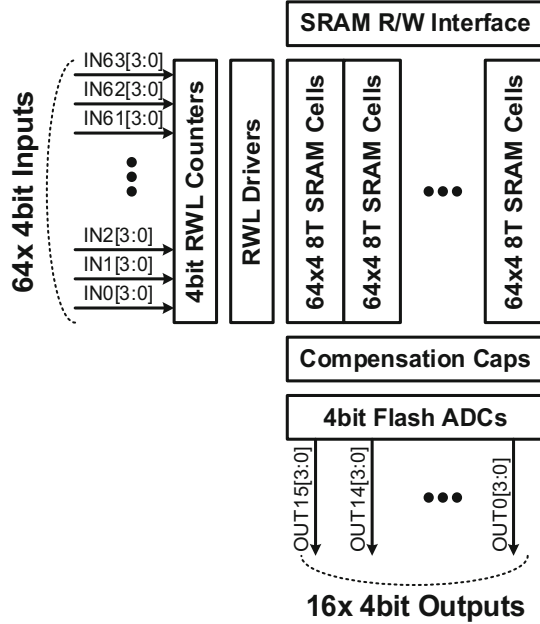 SRAM R/W Interface
IN63[3:0]
IN62[3:0]
IN61[3:0]
IN2[3:0]
IN1[3:0]
IN0[3:0]
64x 4bit Inputs
4bit RWL Counters
RWL Drivers
64x4 8T SRAM Cells
64x4 8T SRAM Cells
64x4 8T SRAM Cells
Compensation Caps
4bit Flash ADCs
OUT15[3:0]
OUT14[3:0]
OUT0[3:0]
16x 4bit Outputs